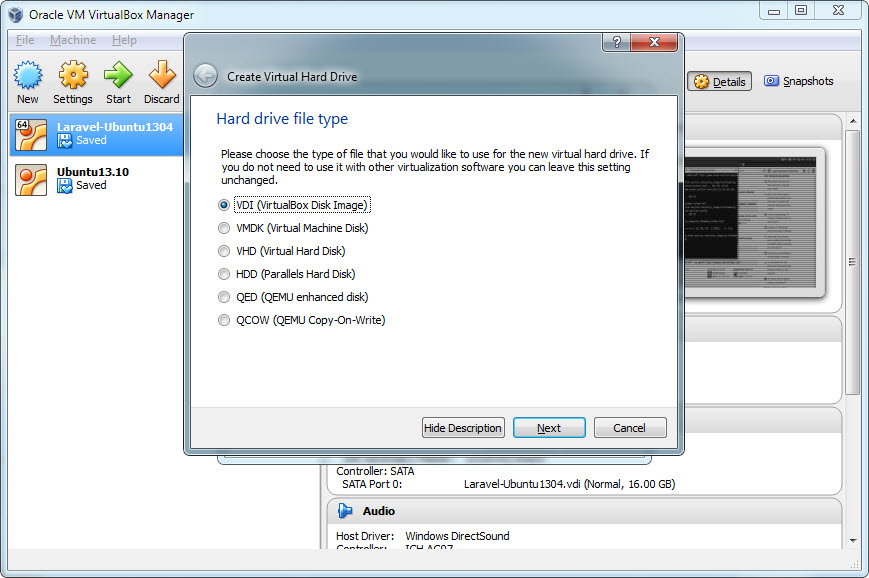 Oracle VM VirtualBox Manager
File Machine Help
New Settings Start Discard
Details Snapshots
64 Laravel-Ubuntu1304
Saved
Ubuntu13.10
Saved
?
Create Virtual Hard Drive
Hard drive file type
Please choose the type of file that you would like to use for the new virtual hard drive. If
you do not need to use it with other virtualization software you can leave this setting
unchanged.
VDI (VirtualBox Disk Image)
VMDK (Virtual Machine Disk)
VHD (Virtual Hard Disk)
HDD (Parallels Hard Disk)
QED (QEMU enhanced disk)
QCOW (QEMU Copy-On-Write)
Hide Description Next Cancel
Controller: SATA
SATA Port 0: Laravel-Ubuntu1304.vdi (Normal, 16.00 GB)
Audio
Host Driver: Windows DirectSound
Controller: ICH AC97